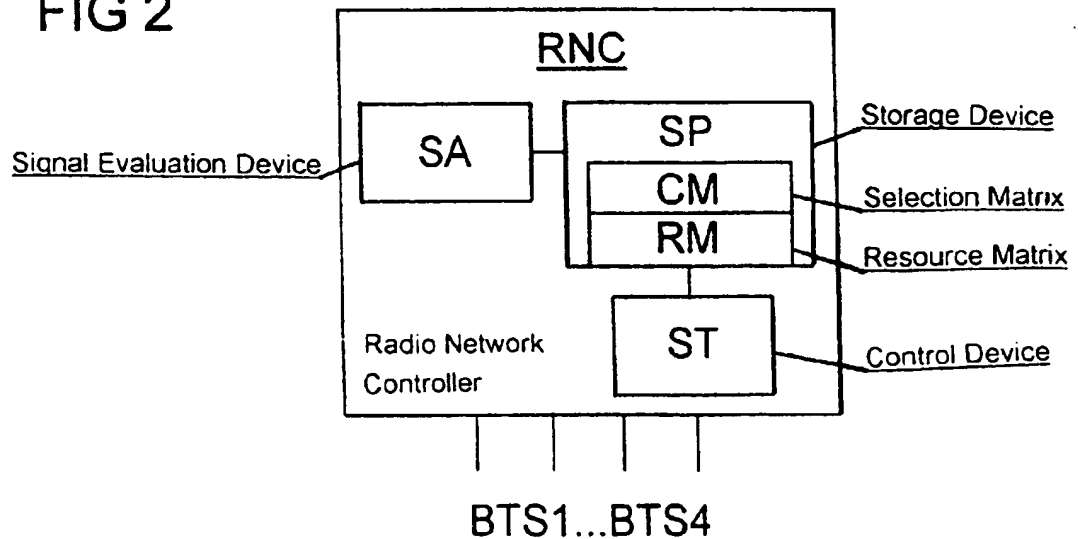 FIG 2
RNC
Storage Device
SA
SP
Signal Evaluation Device
CM
Selection Matrix
RM
Resource Matrix
ST
Radio Network
Controller
Control Device
BTS1...BTS4